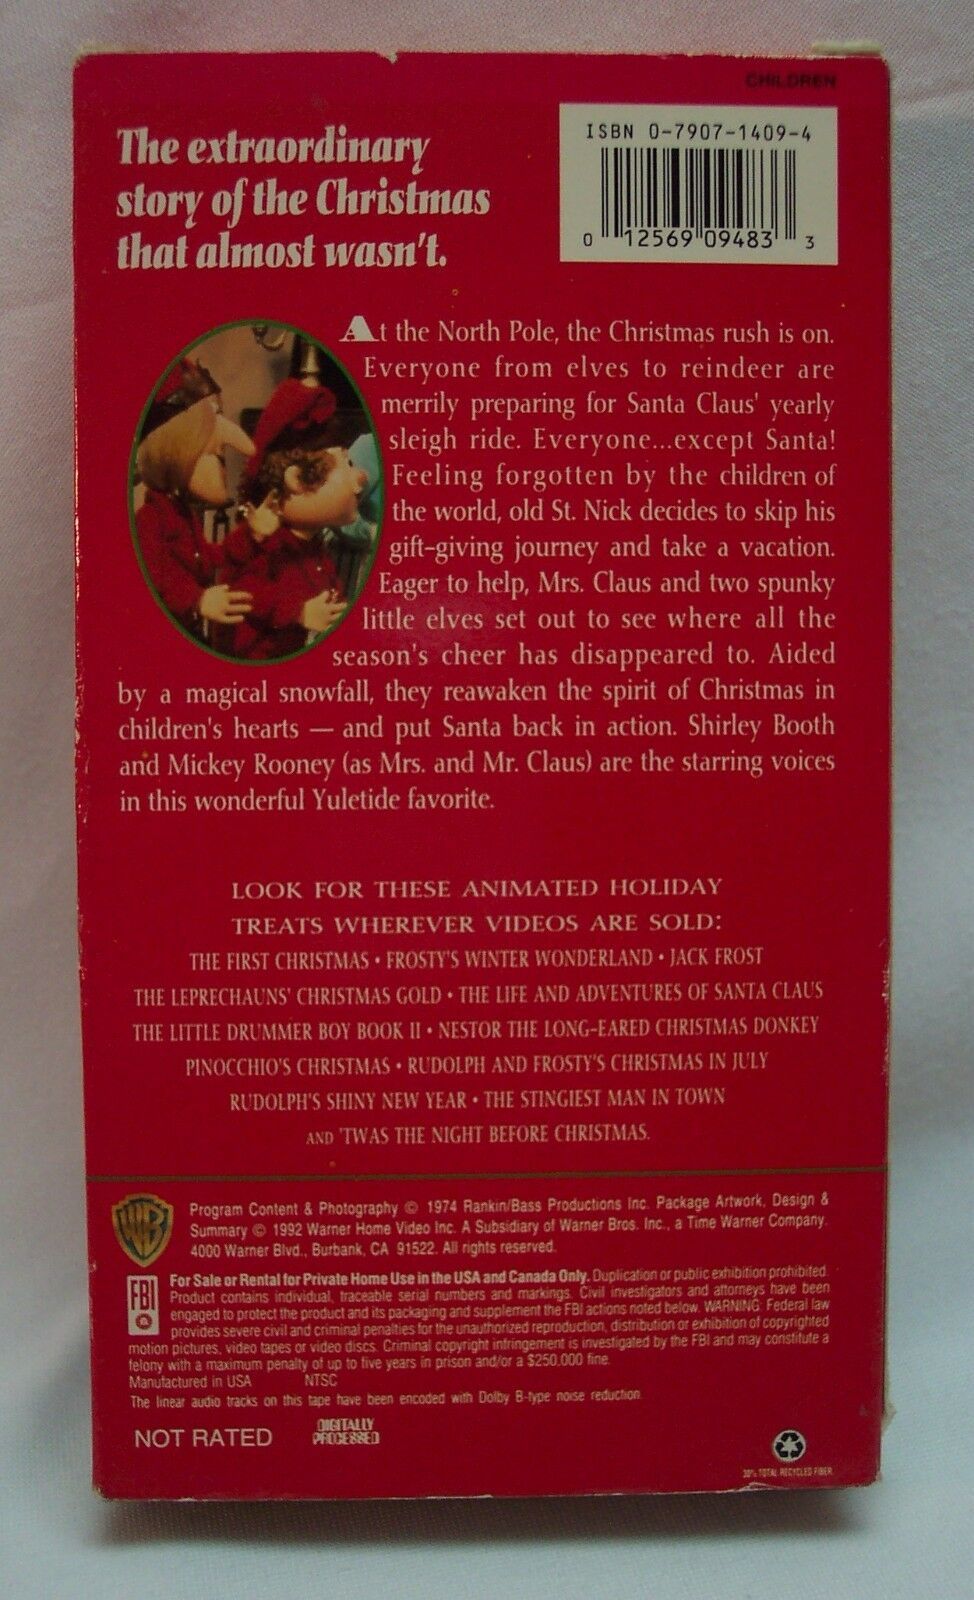 CHILDREN
The extraordinary
story of the Christmas
that almost wasn't.
ISBN 0-7907-1409-4
0 12569 09483 3
At the North Pole, the Christmas rush is on.
Everyone from elves to reindeer are
merrily preparing for Santa Claus' yearly
sleigh ride. Everyone...except Santa!
Feeling forgotten by the children of
the world, old St. Nick decides to skip his
gift-giving journey and take a vacation.
Eager to help, Mrs. Claus and two spunky
little elves set out to see where all the
season's cheer has disappeared to. Aided
by a magical snowfall, they reawaken the spirit of Christmas in
children's hearts — and put Santa back in action. Shirley Booth
and Mickey Rooney (as Mrs. and Mr. Claus) are the starring voices
in this wonderful Yuletide favorite.
LOOK FOR THESE ANIMATED HOLIDAY
TREATS WHEREVER VIDEOS ARE SOLD:
THE FIRST CHRISTMAS • FROSTY'S WINTER WONDERLAND • JACK FROST
THE LEPRECHAUNS' CHRISTMAS GOLD • THE LIFE AND ADVENTURES OF SANTA CLAUS
THE LITTLE DRUMMER BOY BOOK II • NESTOR THE LONG-EARED CHRISTMAS DONKEY
PINOCCHIO'S CHRISTMAS • RUDOLPH AND FROSTY'S CHRISTMAS IN JULY
RUDOLPH'S SHINY NEW YEAR • THE STINGIEST MAN IN TOWN
AND 'TWAS THE NIGHT BEFORE CHRISTMAS.
WB
Program Content & Photography © 1974 Rankin/Bass Productions Inc. Package Artwork, Design &
Summary © 1992 Warner Home Video Inc. A Subsidiary of Warner Bros. Inc., a Time Warner Company.
4000 Warner Blvd., Burbank, CA 91522. All rights reserved.
FBI
For Sale or Rental for Private Home Use in the USA and Canada Only. Duplication or public exhibition prohibited.
Product contains individual, traceable serial numbers and markings. Civil investigators and attorneys have been
engaged to protect the product and its packaging and supplement the FBI actions noted below. WARNING: Federal law
provides severe civil and criminal penalties for the unauthorized reproduction, distribution or exhibition of copyrighted
motion pictures, video tapes or video discs. Criminal copyright infringement is investigated by the FBI and may constitute a
felony with a maximum penalty of up to five years in prison and/or a $250,000 fine.
Manufactured in USA NTSC
The linear audio tracks on this tape have been encoded with Dolby B-type noise reduction.
NOT RATED
DIGITALLY
PROCESSED
30% TOTAL RECYCLED FIBER